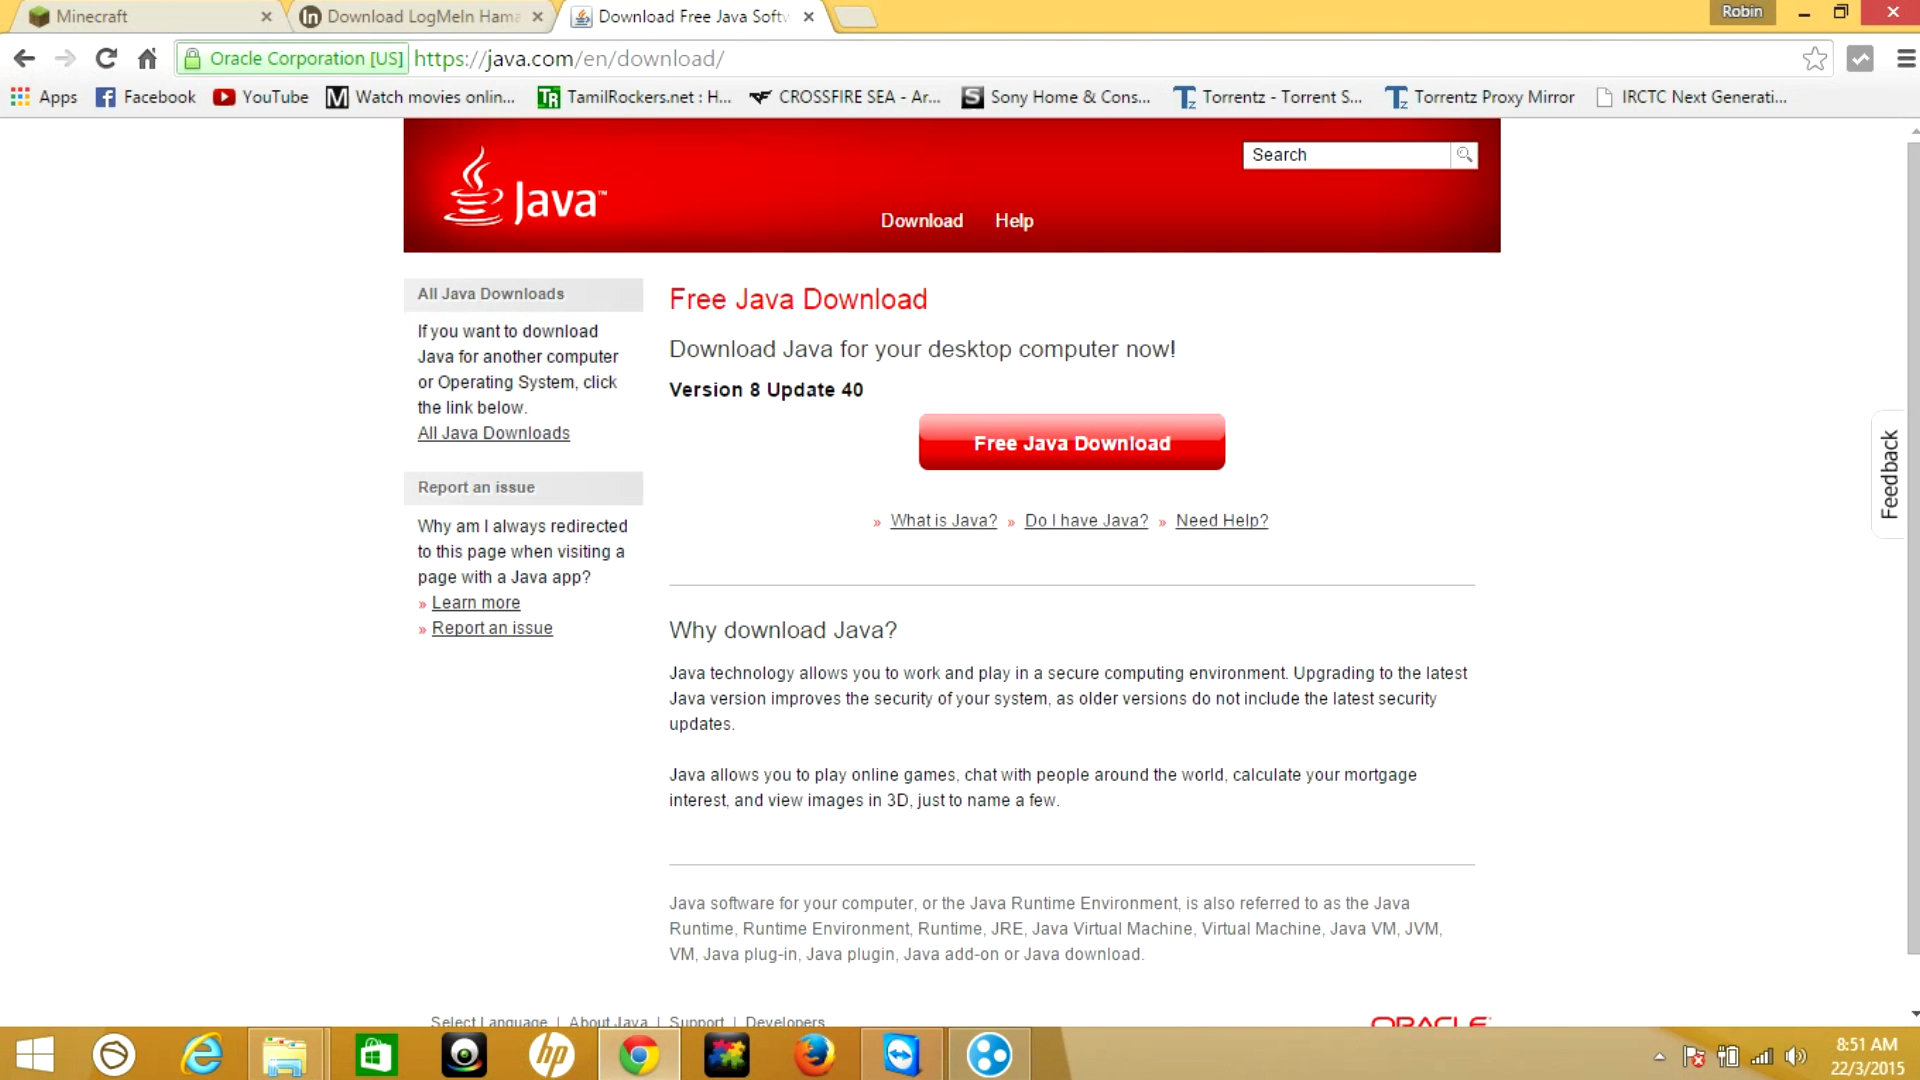 Minecraft
Download LogMeIn Hama
Download Free Java Softv
Robin
Oracle Corporation [US] https://java.com/en/download/
Apps Facebook YouTube Watch movies onlin... TamilRockers.net : H... CROSSFIRE SEA - Ar... Sony Home & Cons... Torrentz - Torrent S... Torrentz Proxy Mirror IRCTC Next Generati...
Java™
Search
Download Help
All Java Downloads
If you want to download
Java for another computer
or Operating System, click
the link below.
All Java Downloads
Report an issue
Why am I always redirected
to this page when visiting a
page with a Java app?
» Learn more
» Report an issue
Free Java Download
Download Java for your desktop computer now!
Version 8 Update 40
Free Java Download
» What is Java? » Do I have Java? » Need Help?
Why download Java?
Java technology allows you to work and play in a secure computing environment. Upgrading to the latest
Java version improves the security of your system, as older versions do not include the latest security
updates.
Java allows you to play online games, chat with people around the world, calculate your mortgage
interest, and view images in 3D, just to name a few.
Java software for your computer, or the Java Runtime Environment, is also referred to as the Java
Runtime, Runtime Environment, Runtime, JRE, Java Virtual Machine, Virtual Machine, Java VM, JVM,
VM, Java plug-in, Java plugin, Java add-on or Java download.
Select Language | About Java | Support | Developers
ORACLE
Feedback
hp
8:51 AM
22/3/2015